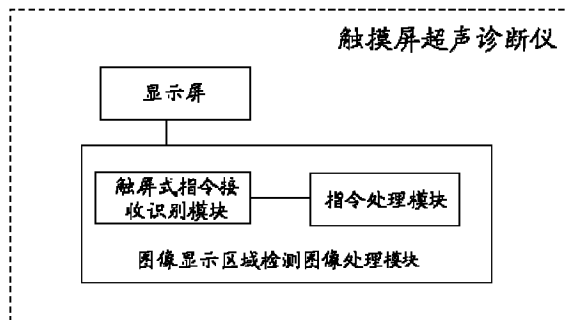 触摸屏超声诊断仪
显示屏
触屏式指令接
收识别模块
指令处理模块
图像显示区域检测图像处理模块